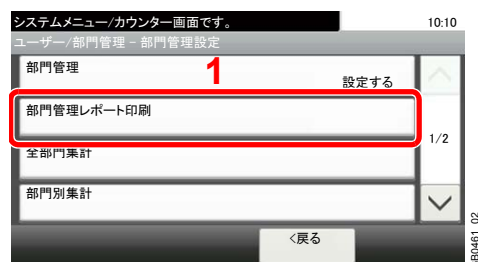 システムメニュー/カウンター画面です。
10:10
ユーザー/部門管理 - 部門管理設定
部門管理
1
設定する
部門管理レポート印刷
1/2
全部門集計
部門別集計
<戻る
B0461_02